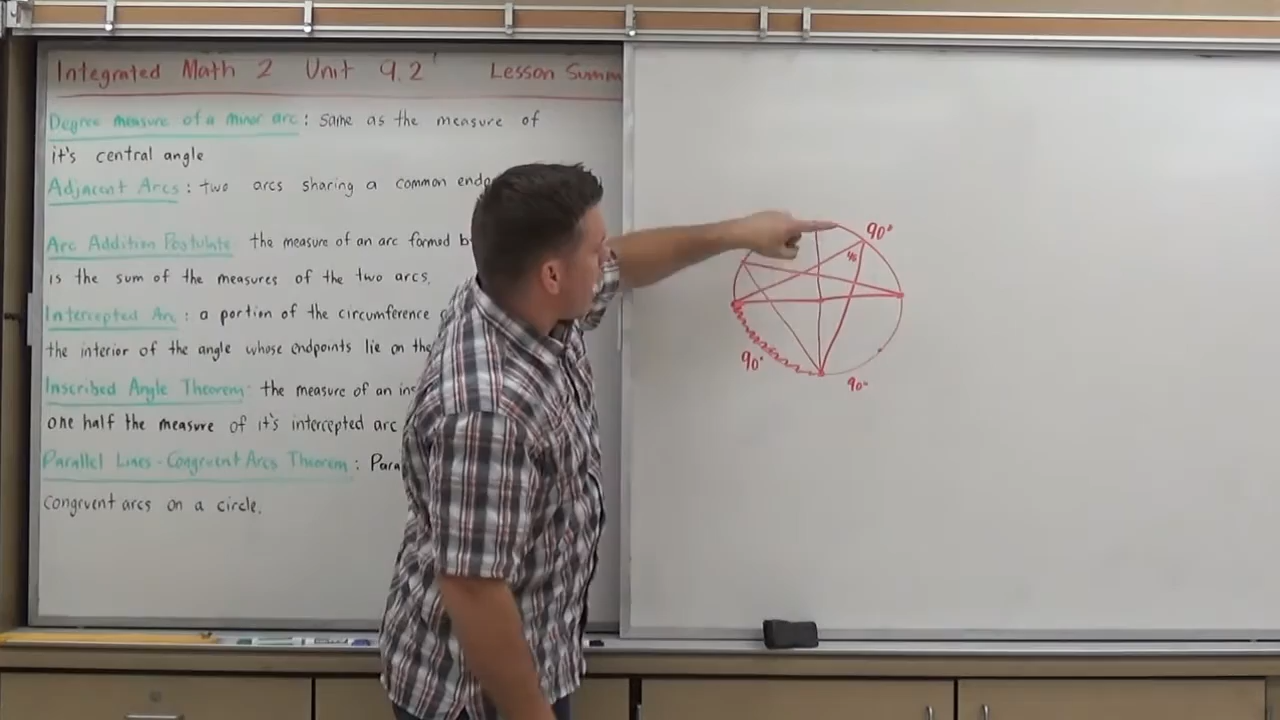 Integrated Math 2 Unit 9.2 Lesson Summ
Degree measure of a minor arc: same as the measure of
it's central angle
Adjacent Arcs: two arcs sharing a common endp
Arc Addition Postulate: the measure of an arc formed b
is the sum of the measures of the two arcs.
Intercepted Arc: a portion of the circumference
the interior of the angle whose endpoints lie on the
Inscribed Angle Theorem: the measure of an ins
one half the measure of it's intercepted arc
Parallel Lines-Congruent Arcs Theorem: Para
congruent arcs on a circle.
90°
45
90°
90°